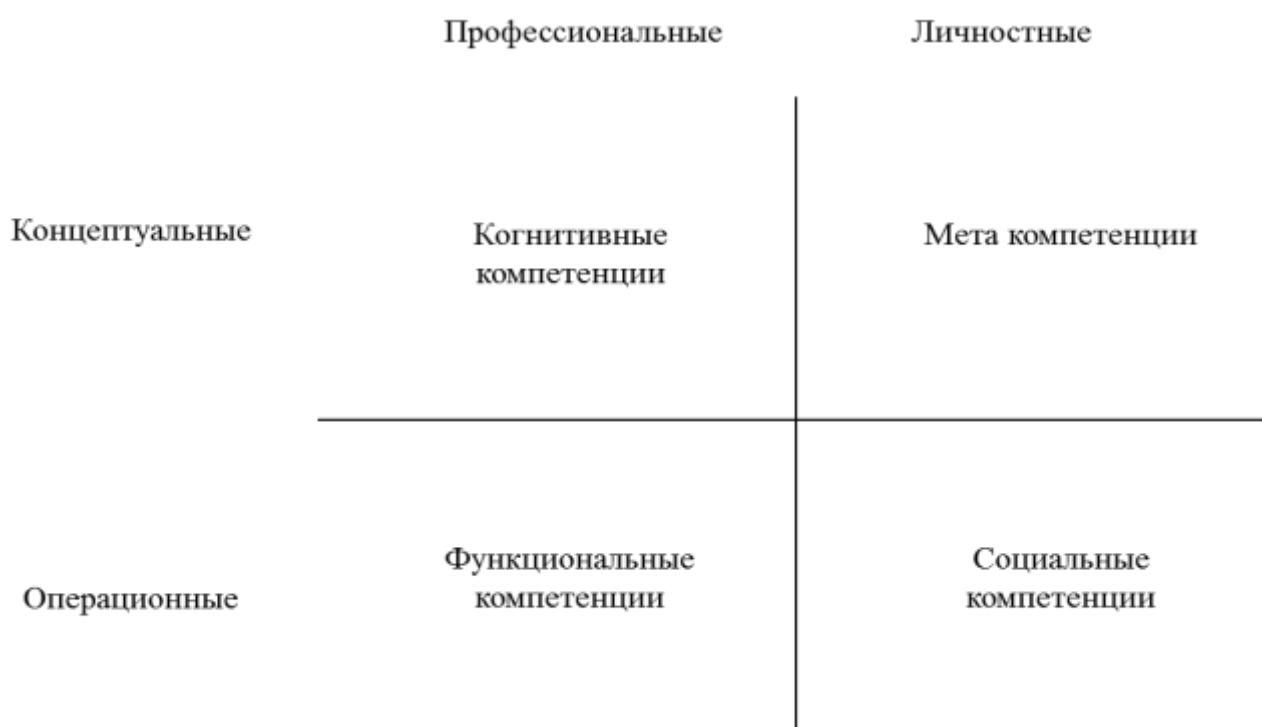 Профессиональные Личностные
Концептуальные
Когнитивные
компетенции
Мета компетенции
Операционные
Функциональные
компетенции
Социальные
компетенции